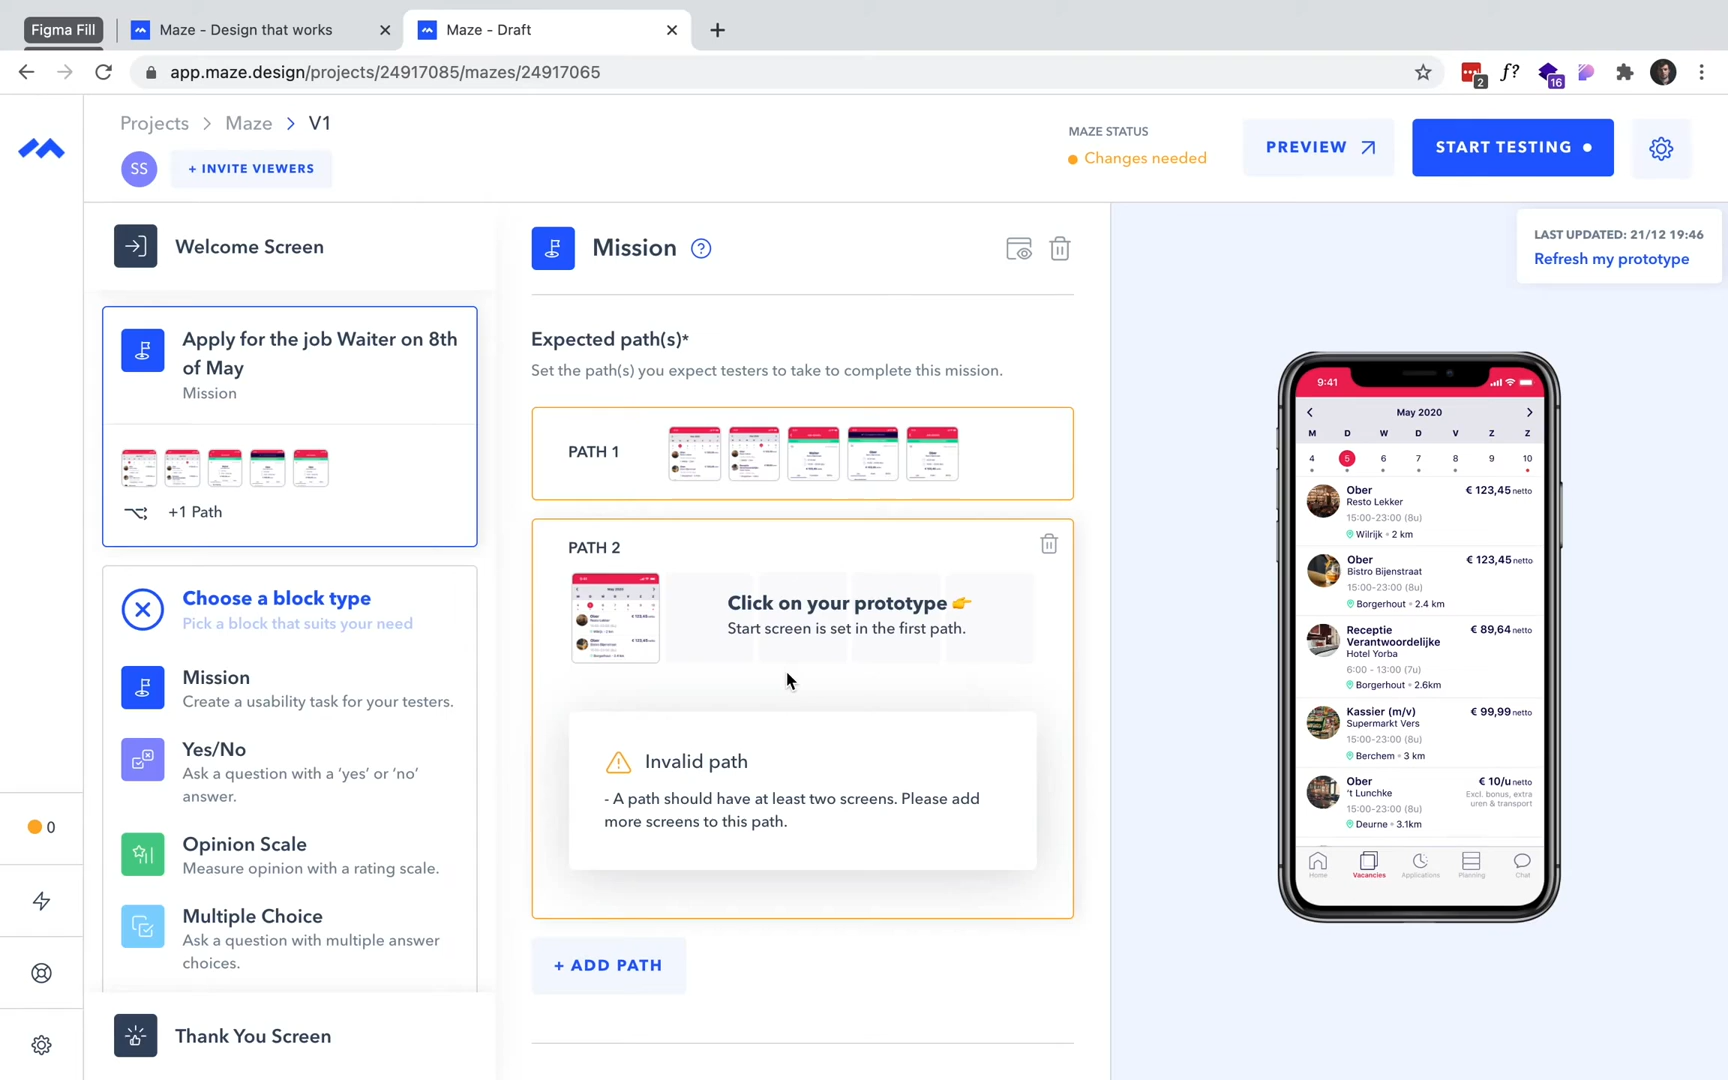 Figma Fill
Maze - Design that works
Maze - Draft
app.maze.design/projects/24917085/mazes/24917065
f?
2
16
Projects > Maze > V1
SS
+ INVITE VIEWERS
MAZE STATUS
Changes needed
PREVIEW
START TESTING
Welcome Screen
Apply for the job Waiter on 8th
of May
Mission
+1 Path
Choose a block type
Pick a block that suits your need
Mission
Create a usability task for your testers.
Yes/No
Ask a question with a ‘yes’ or ‘no’
answer.
Opinion Scale
Measure opinion with a rating scale.
Multiple Choice
Ask a question with multiple answer
choices.
Thank You Screen
0
Mission
Expected path(s)*
Set the path(s) you expect testers to take to complete this mission.
PATH 1
PATH 2
Click on your prototype 👉
Start screen is set in the first path.
Invalid path
- A path should have at least two screens. Please add
more screens to this path.
+ ADD PATH
LAST UPDATED: 21/12 19:46
Refresh my prototype
9:41
May 2020
M D W D V Z Z
4 5 6 7 8 9 10
Ober
€ 123,45 netto
Resto Lekker
15:00-23:00 (8u)
Wilrijk • 2 km
Ober
€ 123,45 netto
Bistro Bijenstraat
15:00-23:00 (8u)
Borgerhout • 2.4 km
Receptie
€ 89,64 netto
Verantwoordelijke
Hotel Yorba
6:00 - 13:00 (7u)
Borgerhout • 2.6km
Kassier (m/v)
€ 99,99 netto
Supermarkt Vers
15:00-23:00 (8u)
Berchem • 3 km
Ober
€ 10/u netto
't Lunchke
Excl. bonus, extra
uren & transport
15:00-23:00 (8u)
Deurne • 3.1km
Home Vacancies Applications Planning Chat